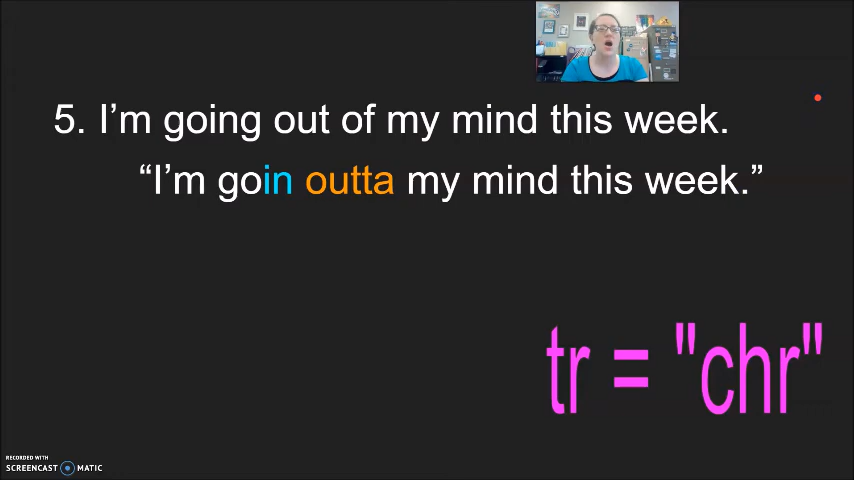 5. I'm going out of my mind this week.
“I'm goin outta my mind this week.”
tr = "chr"
RECORDED WITH
SCREENCAST MATIC